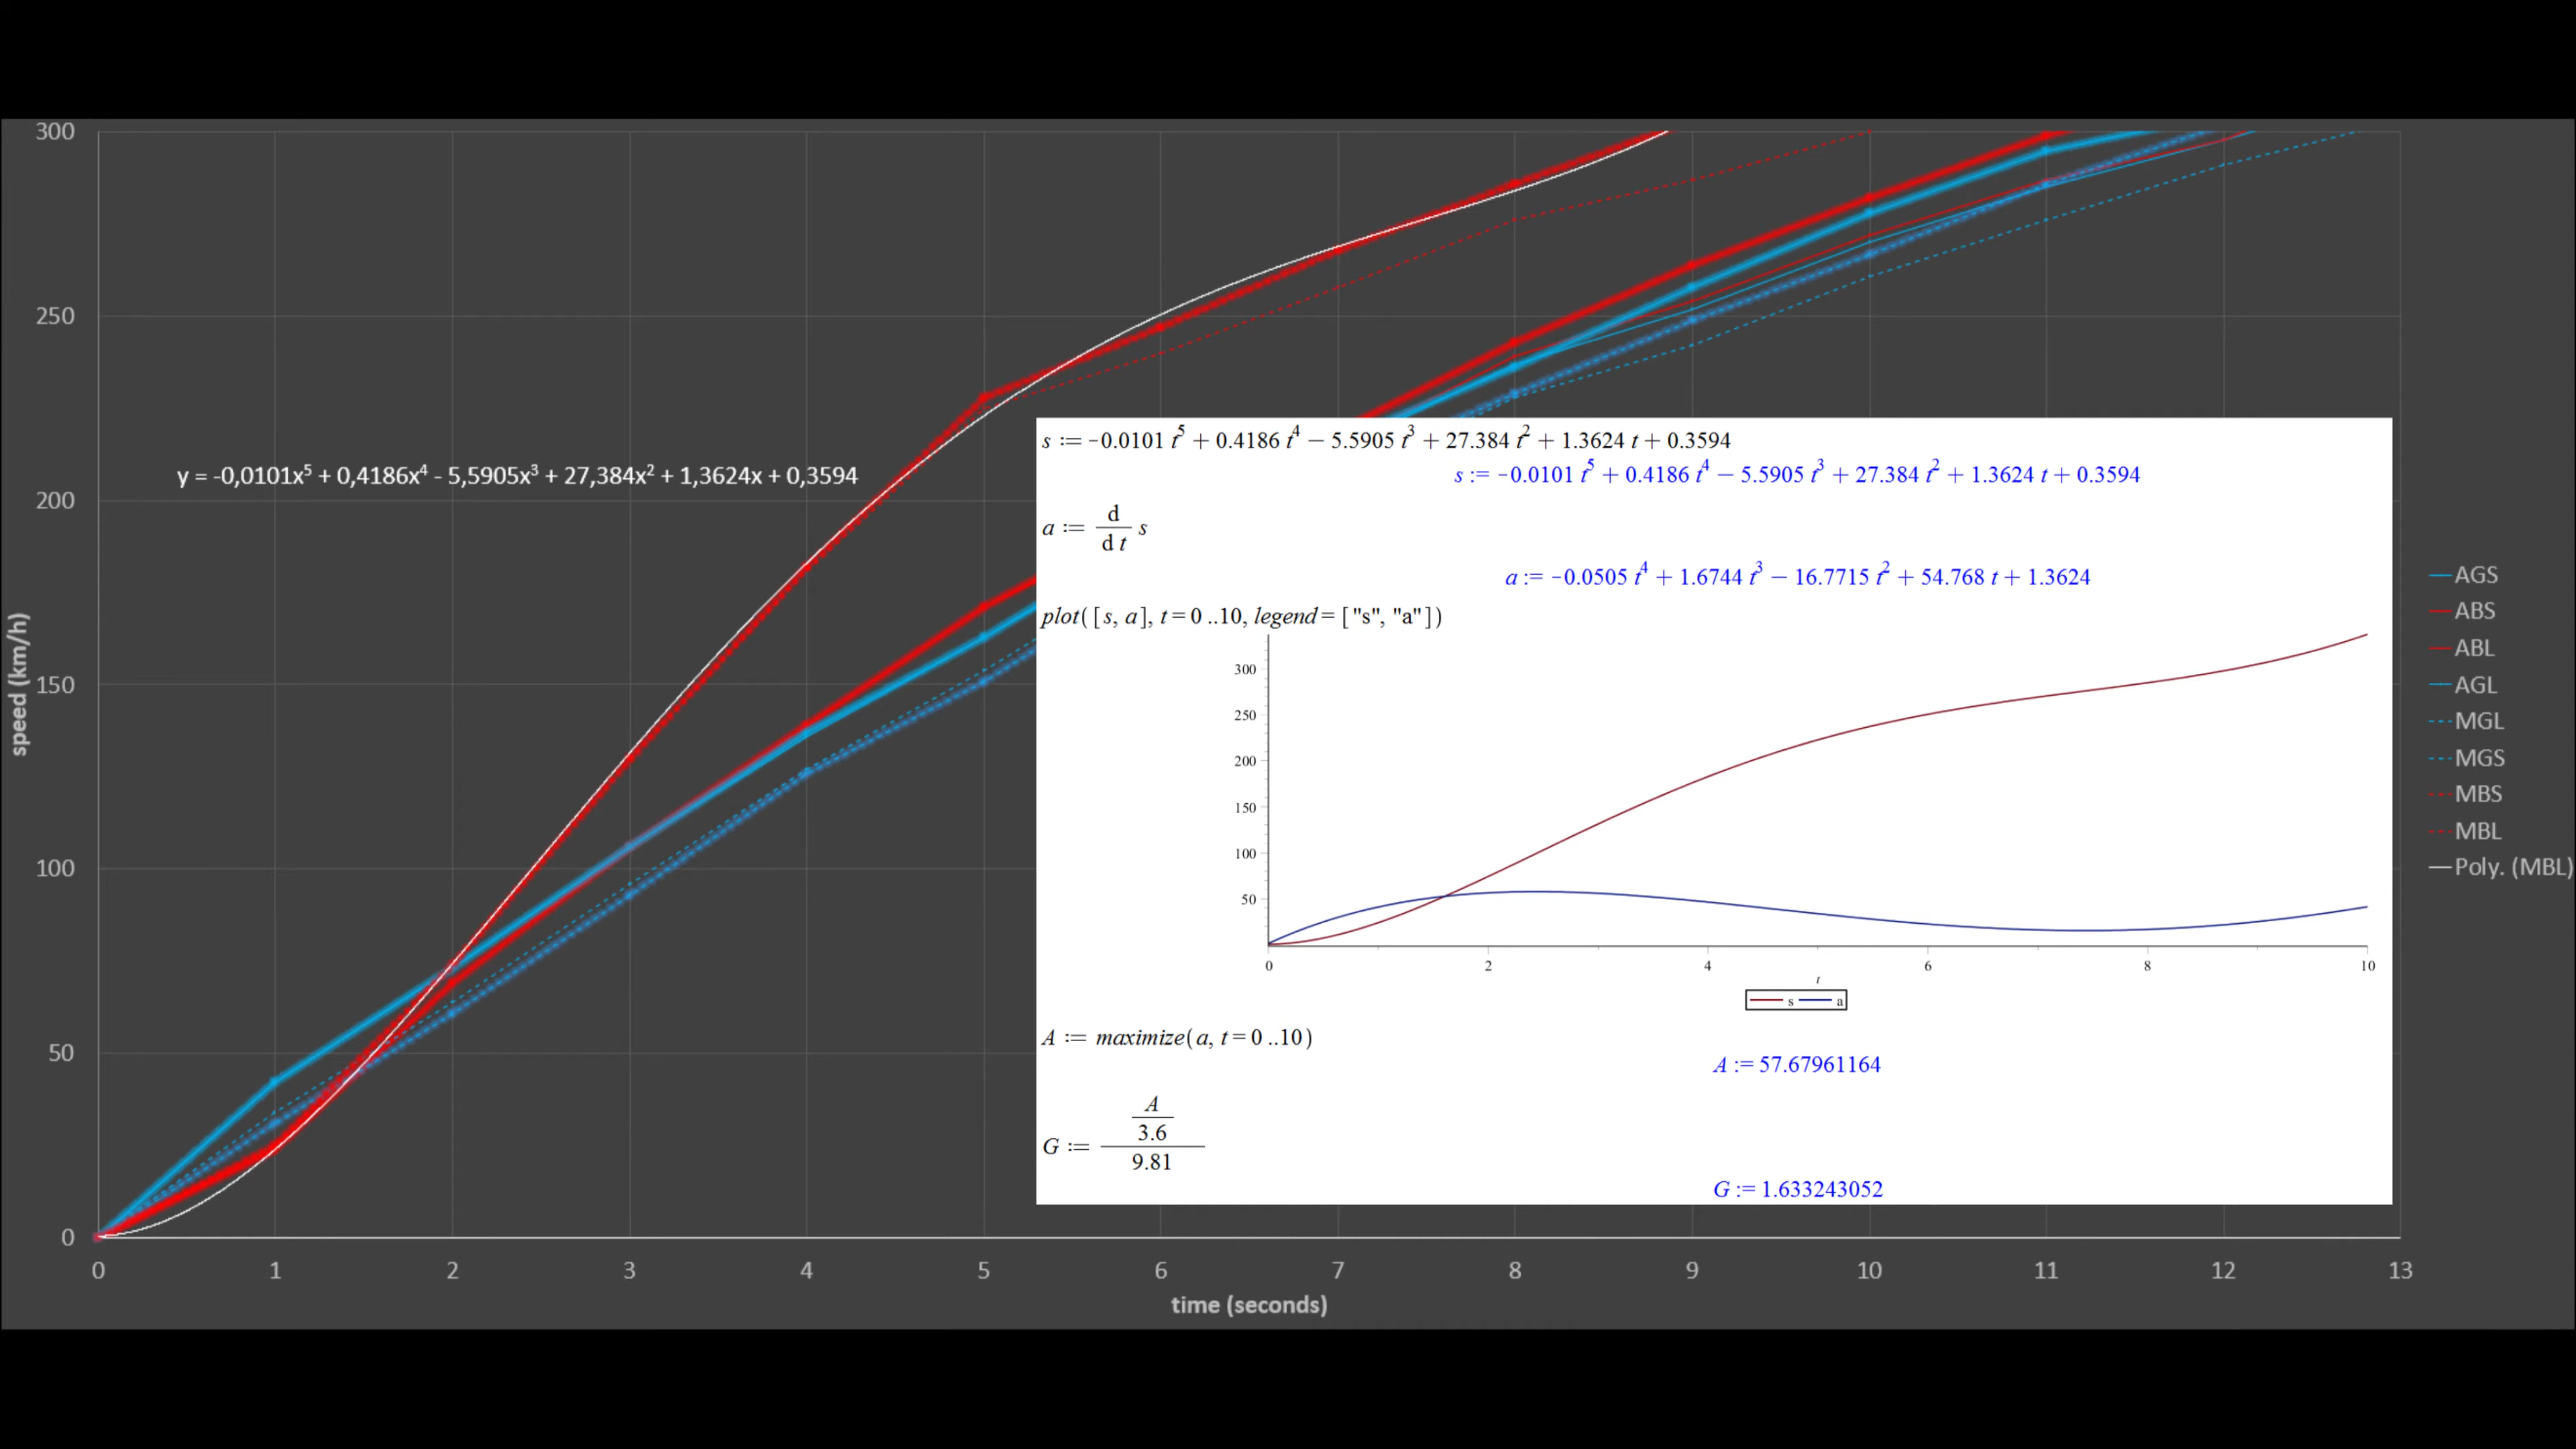 300
250
200
150
100
50
0
speed (km/h)
y = -0,0101x⁵ + 0,4186x⁴ - 5,5905x³ + 27,384x² + 1,3624x + 0,3594
0 1 2 3 4 5 6 7 8 9 10 11 12 13
time (seconds)
s := -0.0101 t⁵ + 0.4186 t⁴ − 5.5905 t³ + 27.384 t² + 1.3624 t + 0.3594
s := −0.0101 t⁵ + 0.4186 t⁴ − 5.5905 t³ + 27.384 t² + 1.3624 t + 0.3594
a := d/dt s
a := −0.0505 t⁴ + 1.6744 t³ − 16.7715 t² + 54.768 t + 1.3624
plot([s, a], t = 0 ..10, legend = ["s", "a"])
300
250
200
150
100
50
0 2 4 6 8 10
t
s a
A := maximize(a, t = 0 ..10)
A := 57.67961164
G := A/3.6/9.81
G := 1.633243052
AGS
ABS
ABL
AGL
MGL
MGS
MBS
MBL
Poly. (MBL)